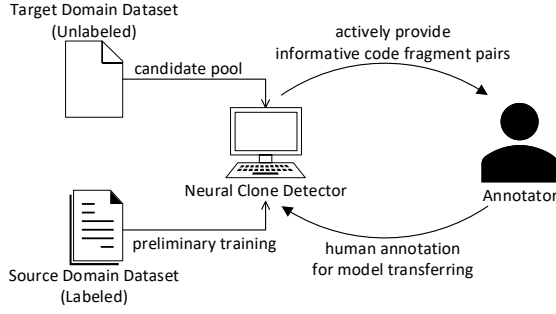 Target Domain Dataset
(Unlabeled)
candidate pool
actively provide
informative code fragment pairs
Neural Clone Detector
Annotator
preliminary training
human annotation
for model transferring
Source Domain Dataset
(Labeled)